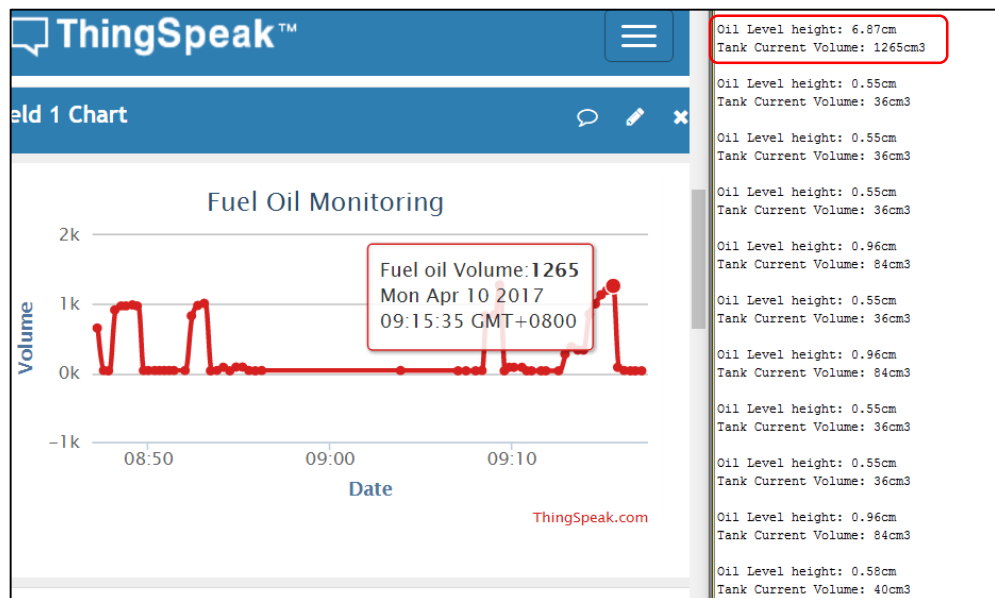 ThingSpeak™
eld 1 Chart
Fuel Oil Monitoring
2k
1k
0k
−1k
Volume
Fuel oil Volume:1265
Mon Apr 10 2017
09:15:35 GMT+0800
08:50
09:00
09:10
Date
ThingSpeak.com
Oil Level height: 6.87cm
Tank Current Volume: 1265cm3
Oil Level height: 0.55cm
Tank Current Volume: 36cm3
Oil Level height: 0.55cm
Tank Current Volume: 36cm3
Oil Level height: 0.55cm
Tank Current Volume: 36cm3
Oil Level height: 0.96cm
Tank Current Volume: 84cm3
Oil Level height: 0.55cm
Tank Current Volume: 36cm3
Oil Level height: 0.96cm
Tank Current Volume: 84cm3
Oil Level height: 0.55cm
Tank Current Volume: 36cm3
Oil Level height: 0.55cm
Tank Current Volume: 36cm3
Oil Level height: 0.96cm
Tank Current Volume: 84cm3
Oil Level height: 0.58cm
Tank Current Volume: 40cm3